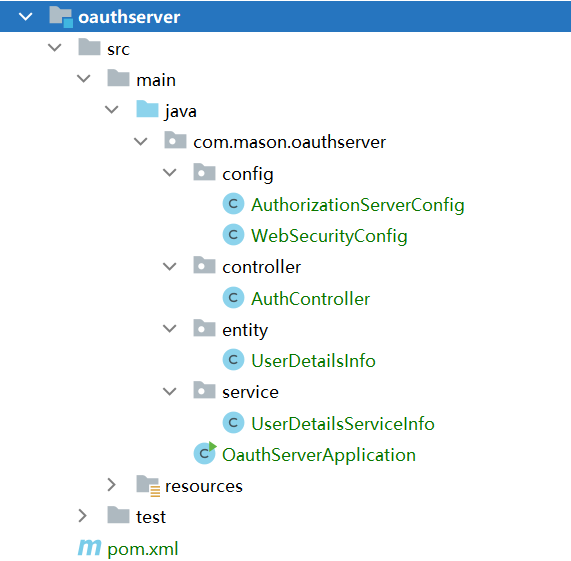 oauthserver
src
main
java
com.mason.oauthserver
config
AuthorizationServerConfig
WebSecurityConfig
controller
AuthController
entity
UserDetailsInfo
service
UserDetailsServiceInfo
OauthServerApplication
resources
test
pom.xml